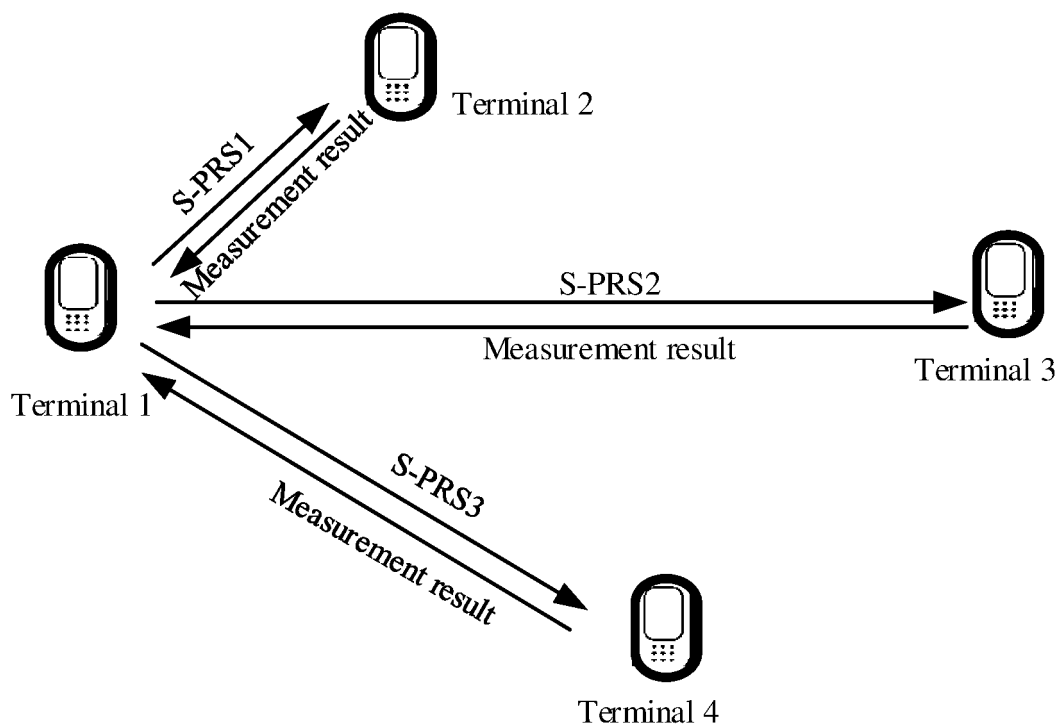 Terminal 2
S-PRS1
Measurement result
S-PRS2
Measurement result
Terminal 3
Terminal 1
S-PRS3
Measurement result
Terminal 4